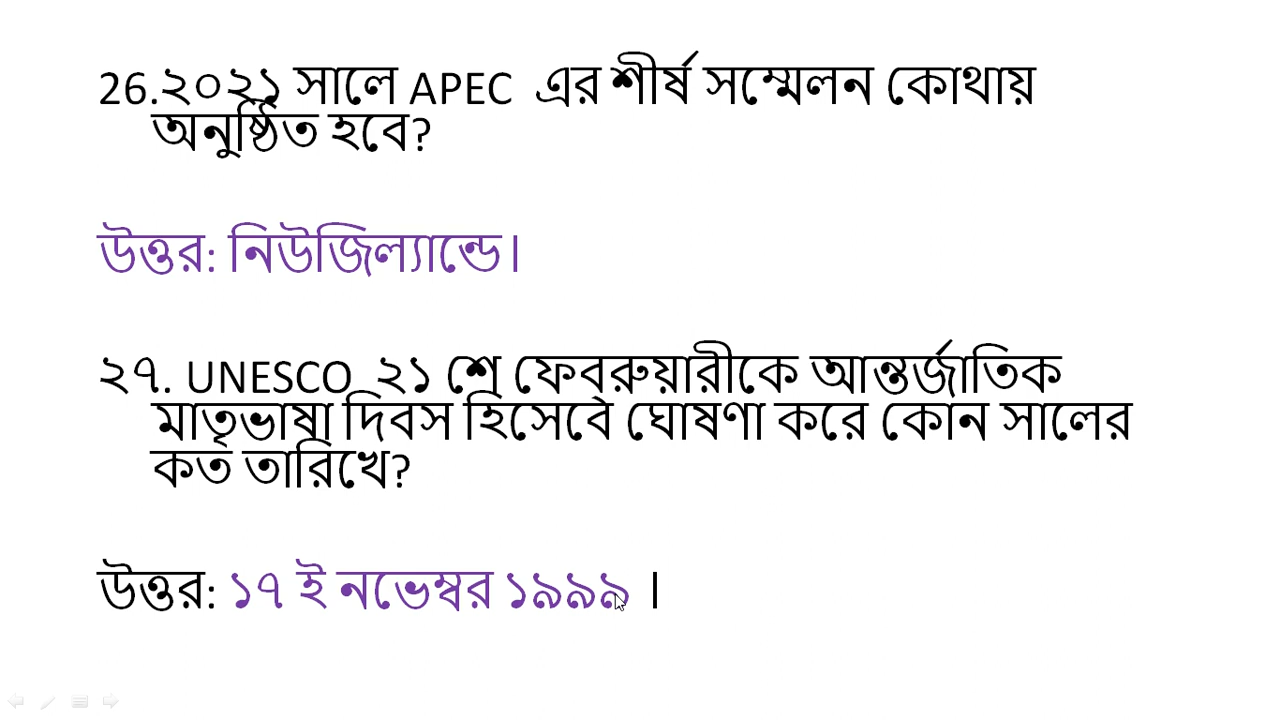 26.২০২১ সালে APEC এর শীর্ষ সম্মেলন কোথায়
অনুষ্ঠিত হবে?
উত্তর: নিউজিল্যান্ডে।
২৭. UNESCO ২১ শে ফেব্রুয়ারীকে আন্তর্জাতিক
মাতৃভাষা দিবস হিসেবে ঘোষণা করে কোন সালের
কত তারিখে?
উত্তর: ১৭ ই নভেম্বর ১৯৯৯ ।